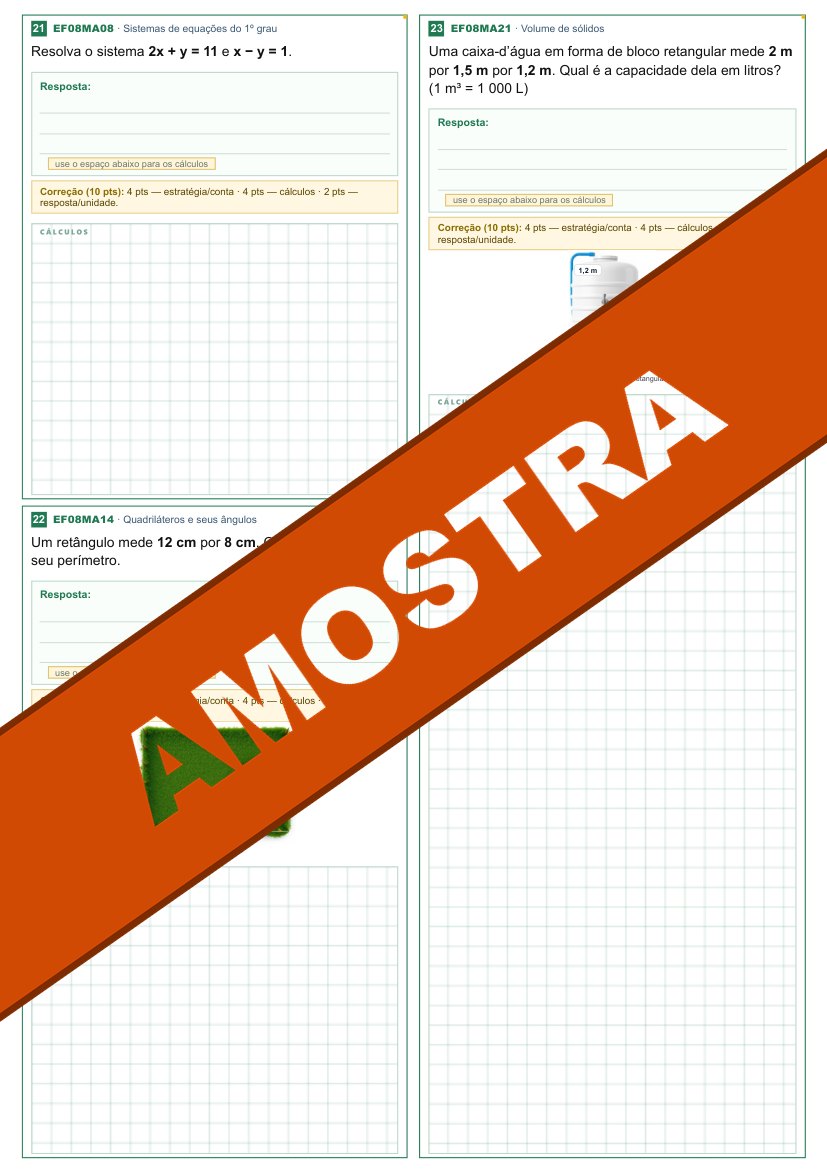 21 EF08MA08 · Sistemas de equações do 1º grau
Resolva o sistema 2x + y = 11 e x − y = 1.
Resposta:
use o espaço abaixo para os cálculos
Correção (10 pts): 4 pts — estratégia/conta · 4 pts — cálculos · 2 pts —
resposta/unidade.
CÁLCULOS
22 EF08MA14 · Quadriláteros e seus ângulos
Um retângulo mede 12 cm por 8 cm.
seu perímetro.
Resposta:
use o
/conta · 4 pts — cálculos ·
23 EF08MA21 · Volume de sólidos
Uma caixa-d’água em forma de bloco retangular mede 2 m
por 1,5 m por 1,2 m. Qual é a capacidade dela em litros?
(1 m³ = 1 000 L)
Resposta:
use o espaço abaixo para os cálculos
Correção (10 pts): 4 pts — estratégia/conta · 4 pts — cálculos
resposta/unidade.
1,2 m
AMOSTRA